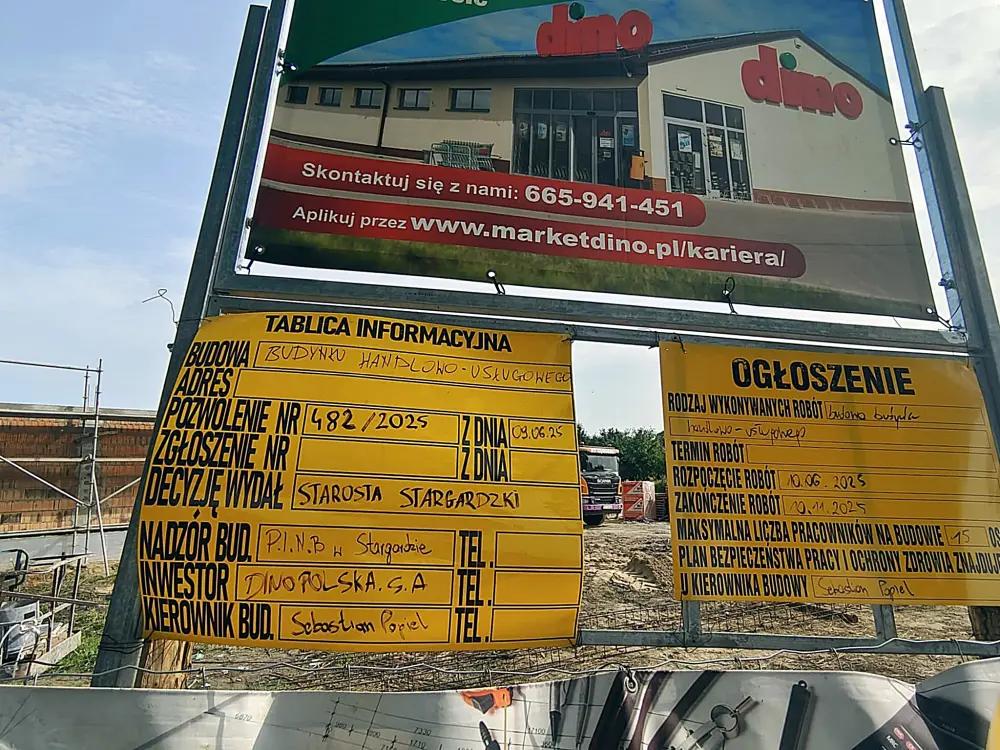 dino
dino
Skontaktuj się z nami: 665-941-451
Aplikuj przez www.marketdino.pl/kariera/
TABLICA INFORMACYJNA
BUDOWA BUDYNKU HANDLOWO-USŁUGOWEGO
ADRES
POZWOLENIE NR 482/2025 Z DNIA 09.06.25
ZGŁOSZENIE NR Z DNIA
DECYZJĘ WYDAŁ STAROSTA STARGARDZKI
NADZÓR BUD. P.I.N.B w Stargardzie TEL.
INWESTOR DINO POLSKA. S.A TEL.
KIEROWNIK BUD. Sebastian Popiel TEL.
OGŁOSZENIE
RODZAJ WYKONYWANYCH ROBÓT budowa budynku
handlowo-usługowego
TERMIN ROBÓT
ROZPOCZĘCIE ROBÓT 10.06.2025
ZAKOŃCZENIE ROBÓT 10.11.2025
MAKSYMALNA LICZBA PRACOWNIKÓW NA BUDOWIE 15 OS
PLAN BEZPIECZEŃSTWA PRACY I OCHRONY ZDROWIA ZNAJDUJ
U KIEROWNIKA BUDOWY Sebastian Popiel